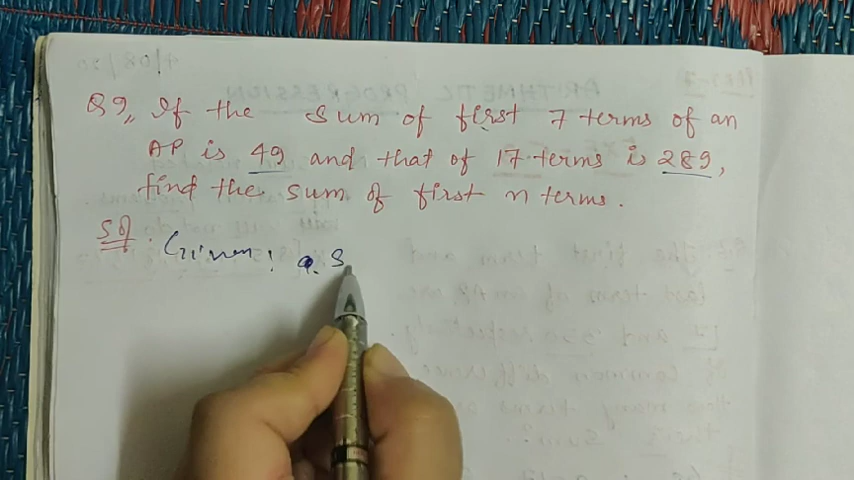 Q9,, If the sum of first 7 terms of an
AP is 49 and that of 17 terms is 289,
find the sum of first n terms.
Sol. Given: a. S